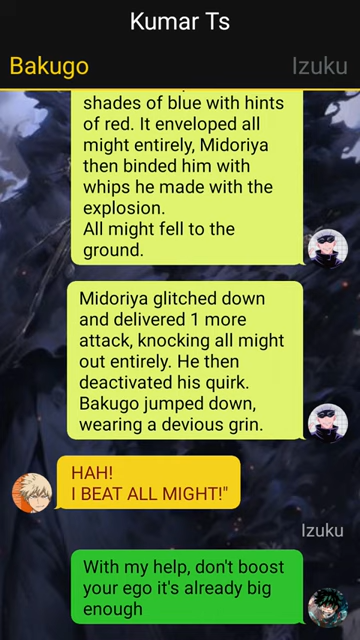 Kumar Ts
Bakugo
Izuku
shades of blue with hints
of red. It enveloped all
might entirely, Midoriya
then binded him with
whips he made with the
explosion.
All might fell to the
ground.
Midoriya glitched down
and delivered 1 more
attack, knocking all might
out entirely. He then
deactivated his quirk.
Bakugo jumped down,
wearing a devious grin.
HAH!
I BEAT ALL MIGHT!"
Izuku
With my help, don't boost
your ego it's already big
enough